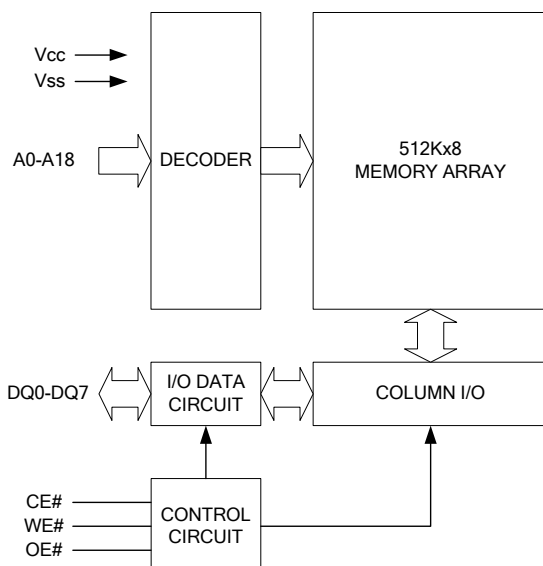 Vcc
Vss
A0-A18
DECODER
512Kx8
MEMORY ARRAY
DQ0-DQ7
I/O DATA
CIRCUIT
COLUMN I/O
CE#
WE#
OE#
CONTROL
CIRCUIT